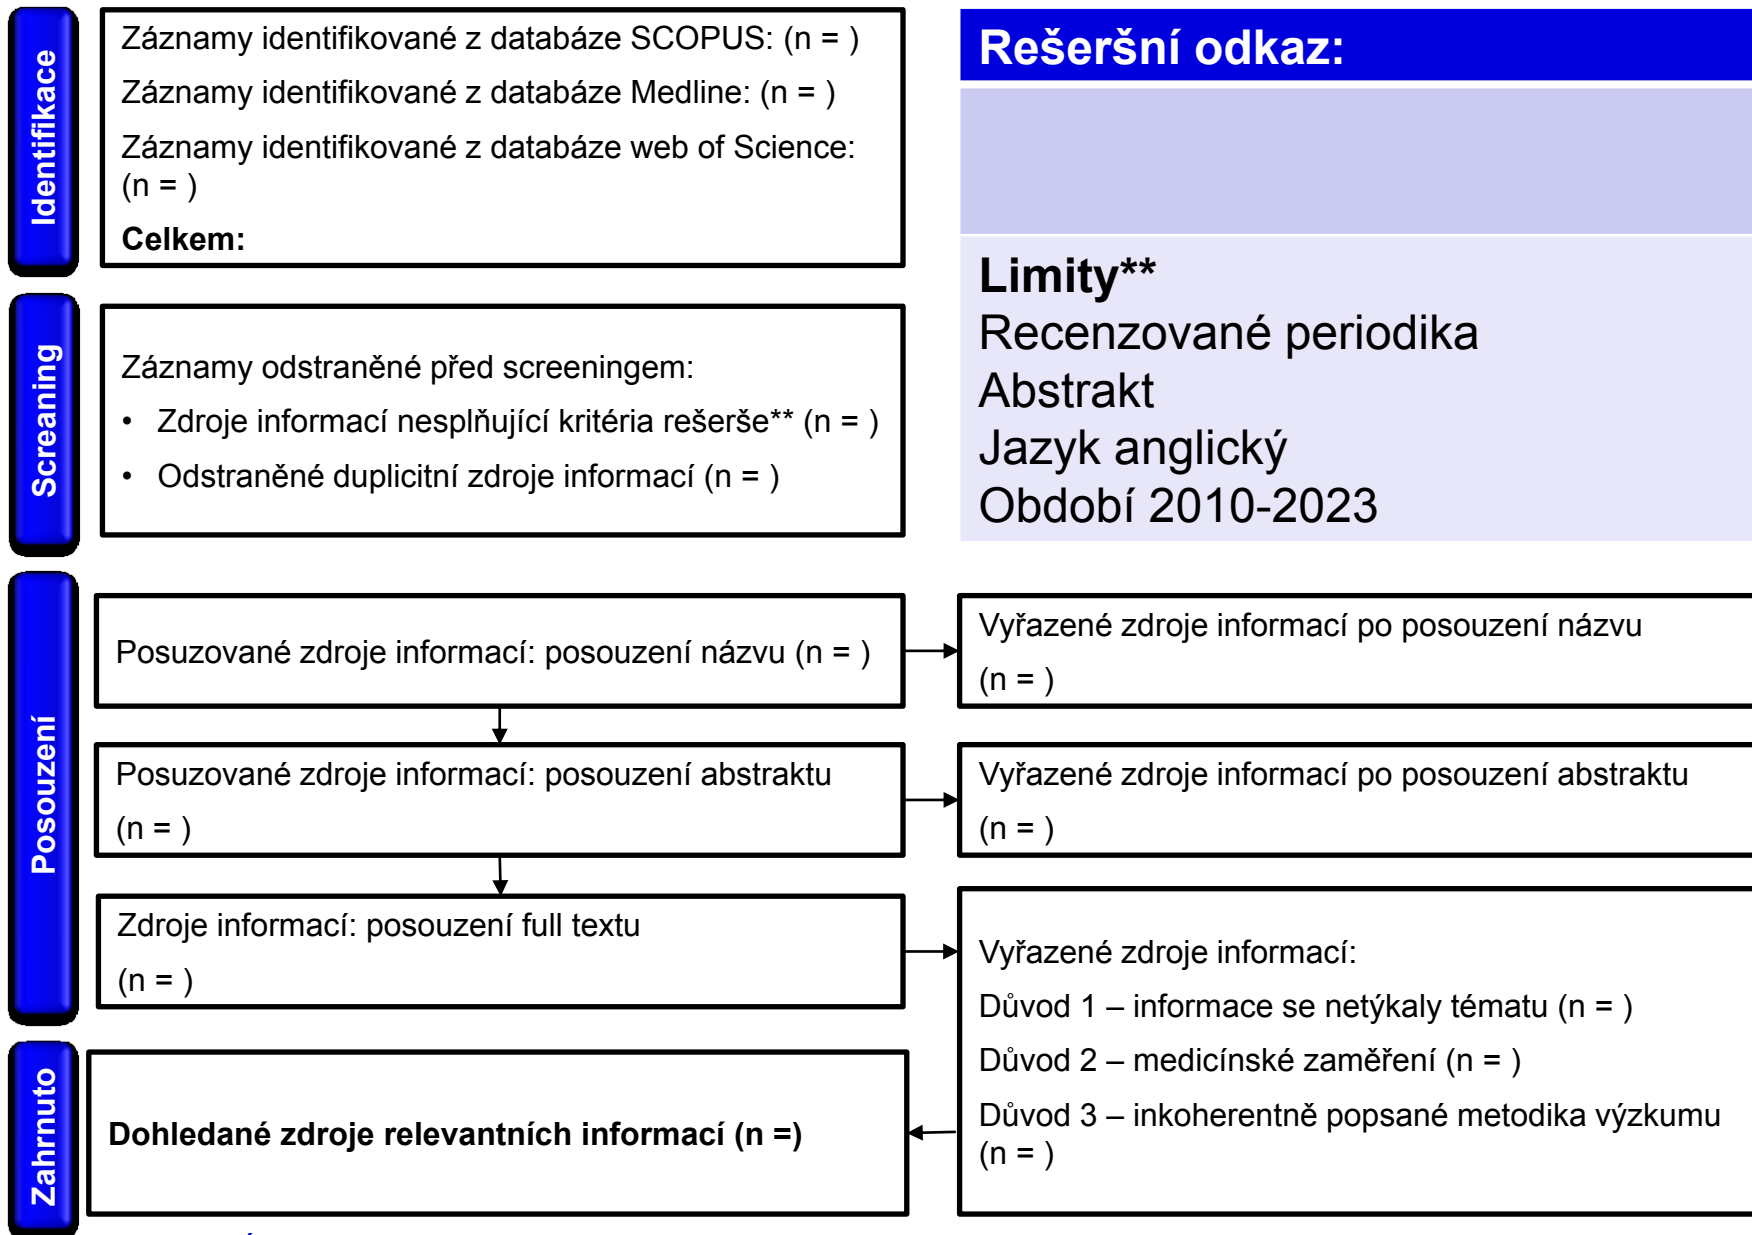 Identifikace
Záznamy identifikované z databáze SCOPUS: (n = )
Záznamy identifikované z databáze Medline: (n = )
Záznamy identifikované z databáze web of Science:
(n = )
Celkem:
Rešeršní odkaz:
Limity**
Recenzované periodika
Abstrakt
Jazyk anglický
Období 2010-2023
Screaning
Záznamy odstraněné před screeningem:
• Zdroje informací nesplňující kritéria rešerše** (n = )
• Odstraněné duplicitní zdroje informací (n = )
Posouzení
Posuzované zdroje informací: posouzení názvu (n = )
Vyřazené zdroje informací po posouzení názvu
(n = )
Posuzované zdroje informací: posouzení abstraktu
(n = )
Vyřazené zdroje informací po posouzení abstraktu
(n = )
Zdroje informací: posouzení full textu
(n = )
Vyřazené zdroje informací:
Důvod 1 – informace se netýkaly tématu (n = )
Důvod 2 – medicínské zaměření (n = )
Důvod 3 – inkoherentně popsané metodika výzkumu
(n = )
Zahrnuto
Dohledané zdroje relevantních informací (n =)